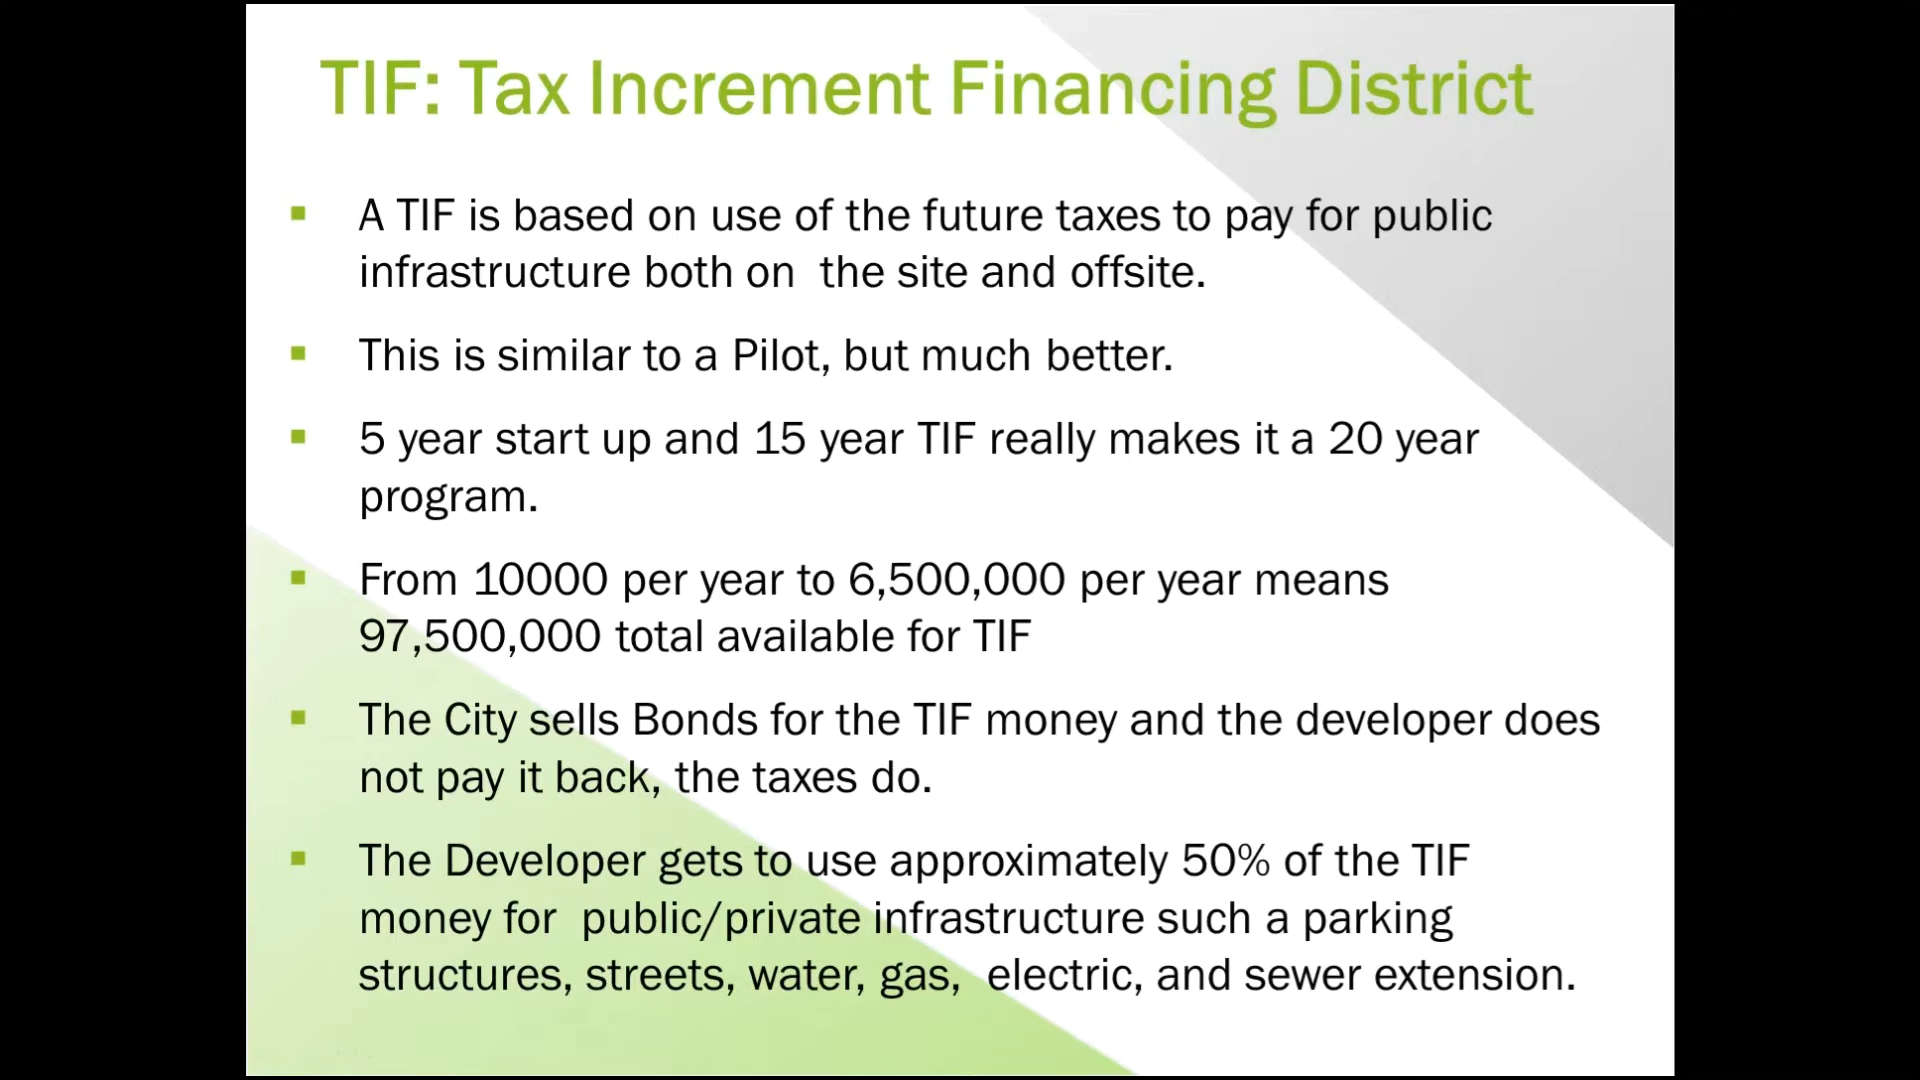 TIF: Tax Increment Financing District
▪ A TIF is based on use of the future taxes to pay for public
infrastructure both on  the site and offsite.
▪ This is similar to a Pilot, but much better.
▪ 5 year start up and 15 year TIF really makes it a 20 year
program.
▪ From 10000 per year to 6,500,000 per year means
97,500,000 total available for TIF
▪ The City sells Bonds for the TIF money and the developer does
not pay it back, the taxes do.
▪ The Developer gets to use approximately 50% of the TIF
money for  public/private infrastructure such a parking
structures, streets, water, gas,  electric, and sewer extension.